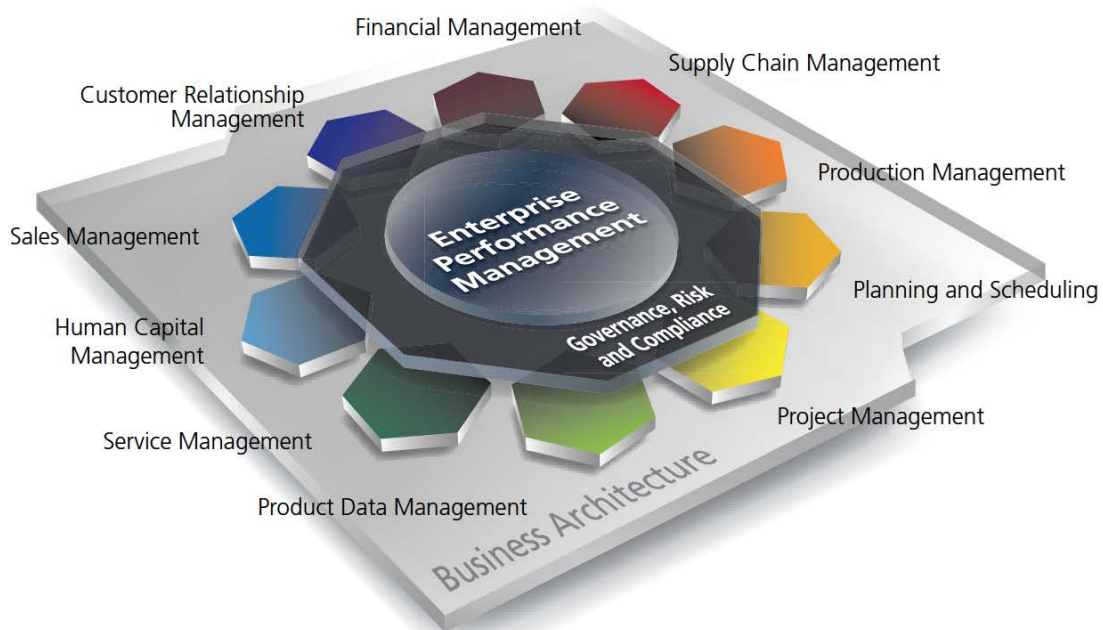 Financial Management
Supply Chain Management
Customer Relationship
Management
Production Management
Sales Management
Enterprise
Performance
Management
Planning and Scheduling
Governance, Risk
and Compliance
Human Capital
Management
Project Management
Service Management
Product Data Management
Business Architecture